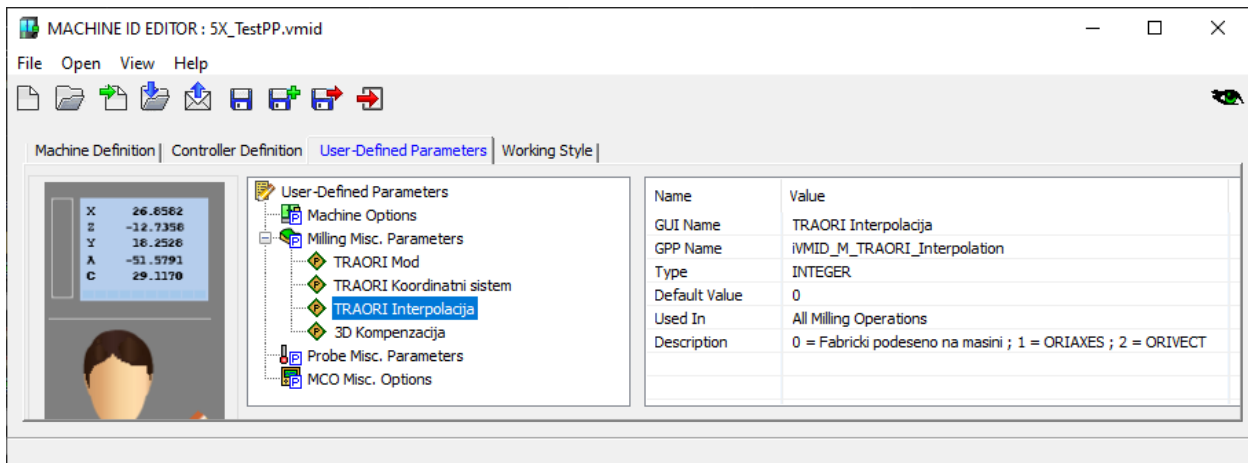 MACHINE ID EDITOR : 5X_TestPP.vmid
File Open View Help
Machine Definition Controller Definition User-Defined Parameters Working Style
X 26.8582
Z -12.7358
Y 18.2528
A -51.5791
C 29.1170
User-Defined Parameters
Machine Options
Milling Misc. Parameters
TRAORI Mod
TRAORI Koordinatni sistem
TRAORI Interpolacija
3D Kompenzacija
Probe Misc. Parameters
MCO Misc. Options
Name Value
GUI Name TRAORI Interpolacija
GPP Name iVMID_M_TRAORI_Interpolation
Type INTEGER
Default Value 0
Used In All Milling Operations
Description 0 = Fabricki podeseno na masini ; 1 = ORIAXES ; 2 = ORIVECT